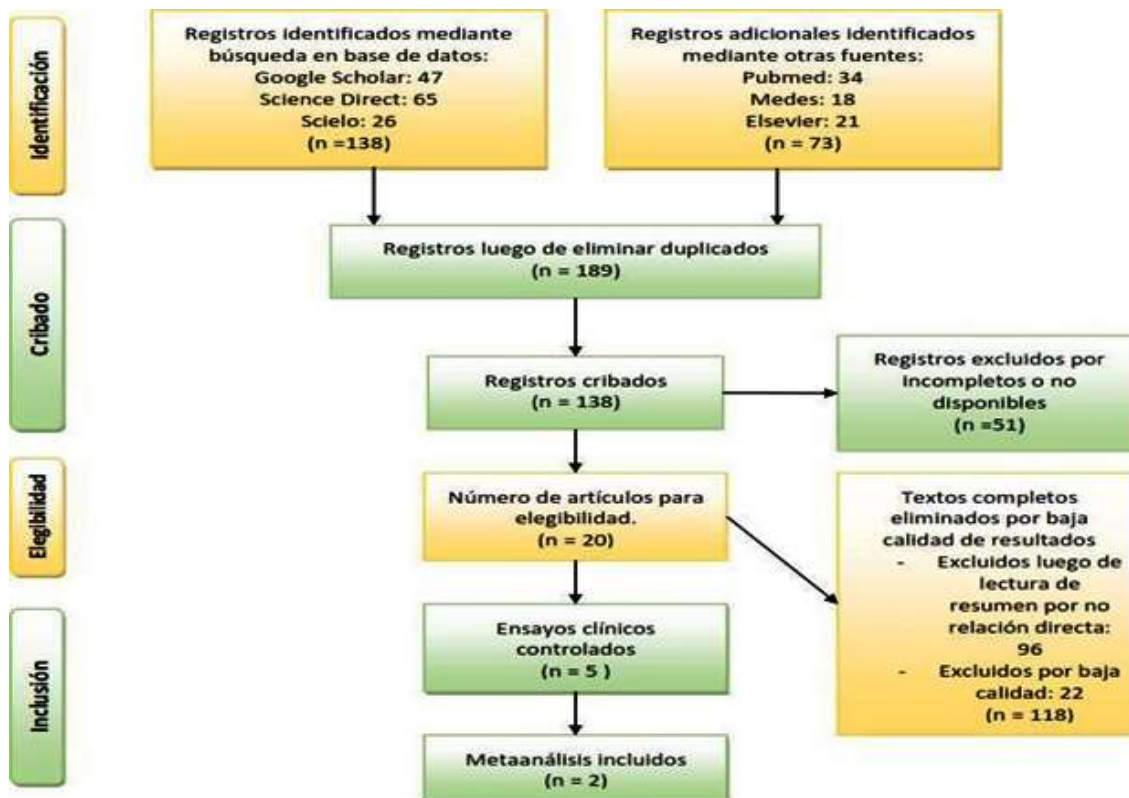 Identificación
Registros identificados mediante
búsqueda en base de datos:
Google Scholar: 47
Science Direct: 65
Scielo: 26
(n =138)
Registros adicionales identificados
mediante otras fuentes:
Pubmed: 34
Medes: 18
Elsevier: 21
(n = 73)
Cribado
Registros luego de eliminar duplicados
(n = 189)
Registros cribados
(n = 138)
Registros excluidos por
incompletos o no
disponibles
(n =51)
Elegibilidad
Número de artículos para
elegibilidad.
(n = 20)
Textos completos
eliminados por baja
calidad de resultados
- Excluidos luego de
lectura de
resumen por no
relación directa:
96
- Excluidos por baja
calidad: 22
(n = 118)
Inclusión
Ensayos clínicos
controlados
(n = 5 )
Metaanálisis incluidos
(n = 2)